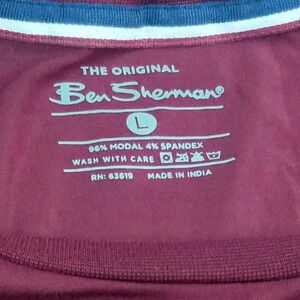 THE ORIGINAL
Ben Sherman®
L
96% MODAL 4% SPANDEX
WASH WITH CARE
RN: 63619 MADE IN INDIA